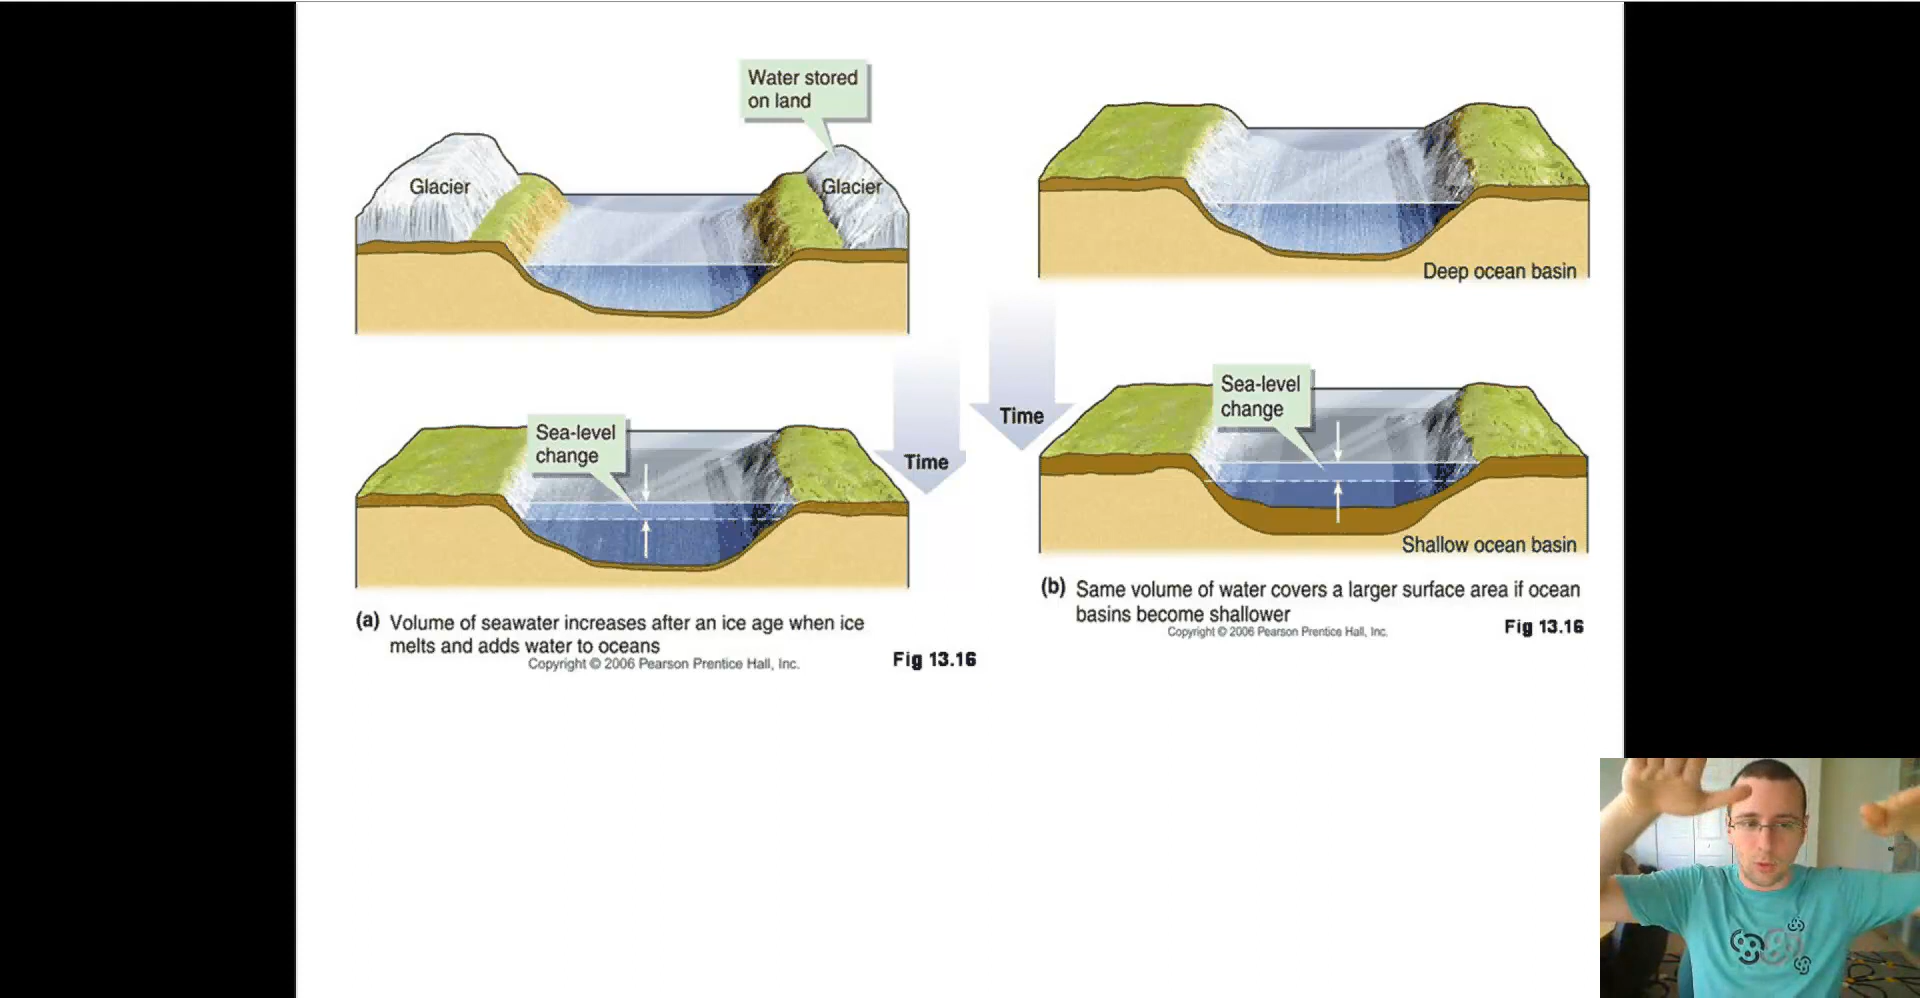 Water stored
on land
Glacier
Glacier
Time
Sea-level
change
(a) Volume of seawater increases after an ice age when ice
melts and adds water to oceans
Copyright © 2006 Pearson Prentice Hall, Inc.
Fig 13.16
Deep ocean basin
Time
Sea-level
change
Shallow ocean basin
(b) Same volume of water covers a larger surface area if ocean
basins become shallower
Copyright © 2006 Pearson Prentice Hall, Inc.
Fig 13.16